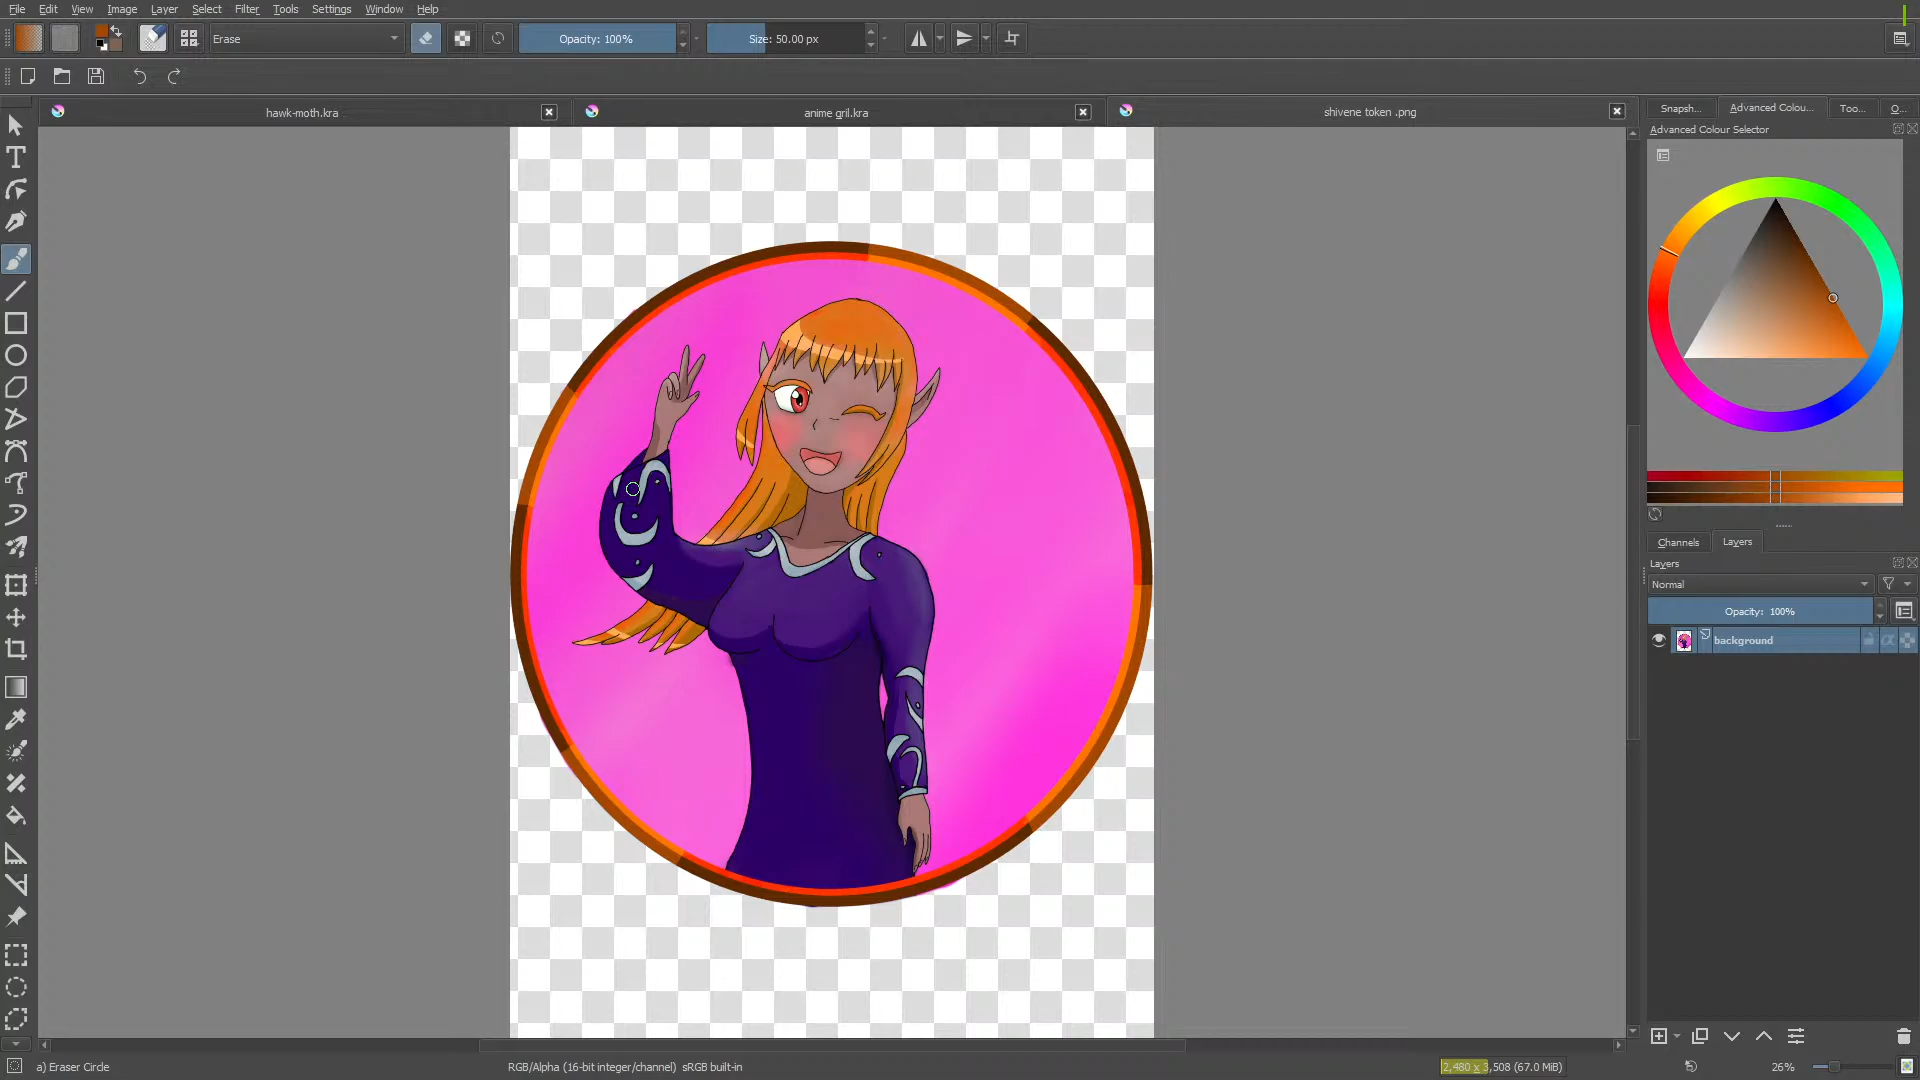 File Edit View Image Layer Select Filter Tools Settings Window Help
Erase
Opacity: 100%
Size: 50.00 px
hawk-moth.kra
anime gril.kra
shivene token .png
Snapsh...
Advanced Colou...
Too...
O...
Advanced Colour Selector
Channels
Layers
Layers
Normal
Opacity: 100%
background
a) Eraser Circle
RGB/Alpha (16-bit integer/channel) sRGB built-in
2,480 x 3,508 (67.0 MiB)
26%